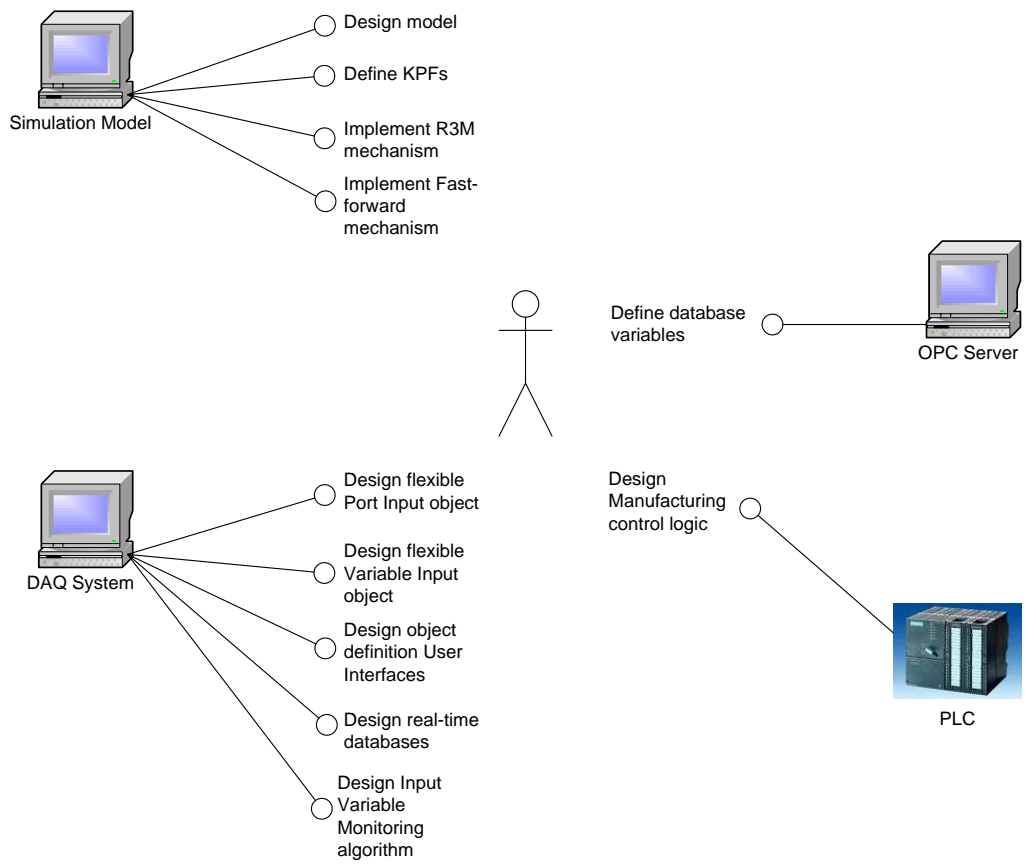 Design model
Define KPFs
Simulation Model
Implement R3M
mechanism
Implement Fast-
forward
mechanism
Define database
variables
OPC Server
Design flexible
Port Input object
Design
Manufacturing
control logic
DAQ System
Design flexible
Variable Input
object
Design object
definition User
Interfaces
PLC
Design real-time
databases
Design Input
Variable
Monitoring
algorithm